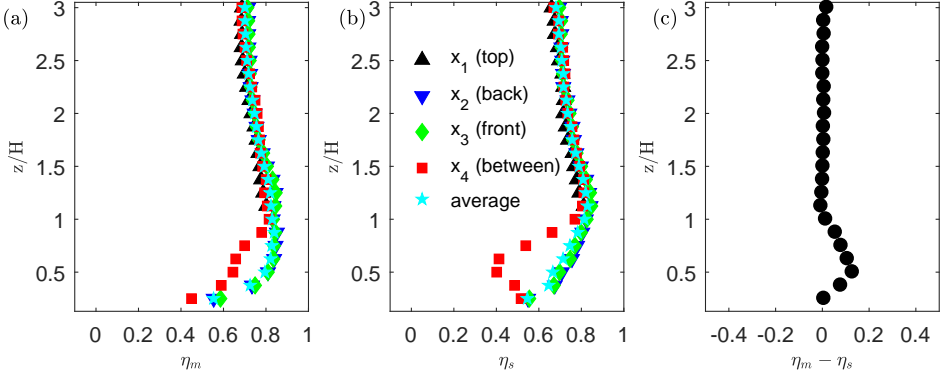 (a)
3
2.5
2
1.5
1
0.5
z/H
0 0.2 0.4 0.6 0.8 1
η_m
(b)
3
2.5
2
1.5
1
0.5
z/H
x_1 (top)
x_2 (back)
x_3 (front)
x_4 (between)
average
0 0.2 0.4 0.6 0.8 1
η_s
(c)
3
2.5
2
1.5
1
0.5
z/H
-0.4 -0.2 0 0.2 0.4
η_m − η_s